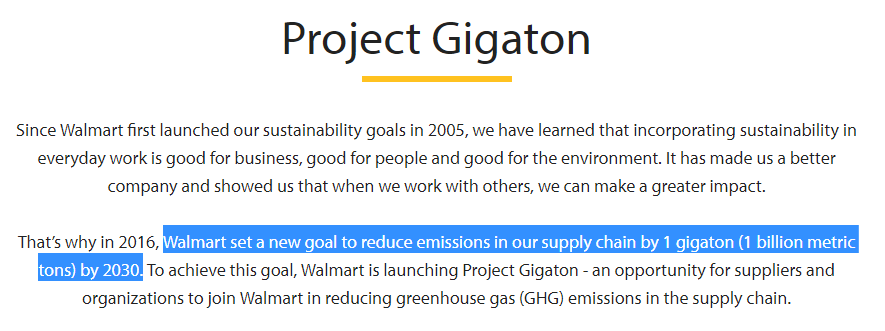 Project Gigaton
Since Walmart first launched our sustainability goals in 2005, we have learned that incorporating sustainability in
everyday work is good for business, good for people and good for the environment. It has made us a better
company and showed us that when we work with others, we can make a greater impact.
That’s why in 2016, Walmart set a new goal to reduce emissions in our supply chain by 1 gigaton (1 billion metric
tons) by 2030. To achieve this goal, Walmart is launching Project Gigaton - an opportunity for suppliers and
organizations to join Walmart in reducing greenhouse gas (GHG) emissions in the supply chain.